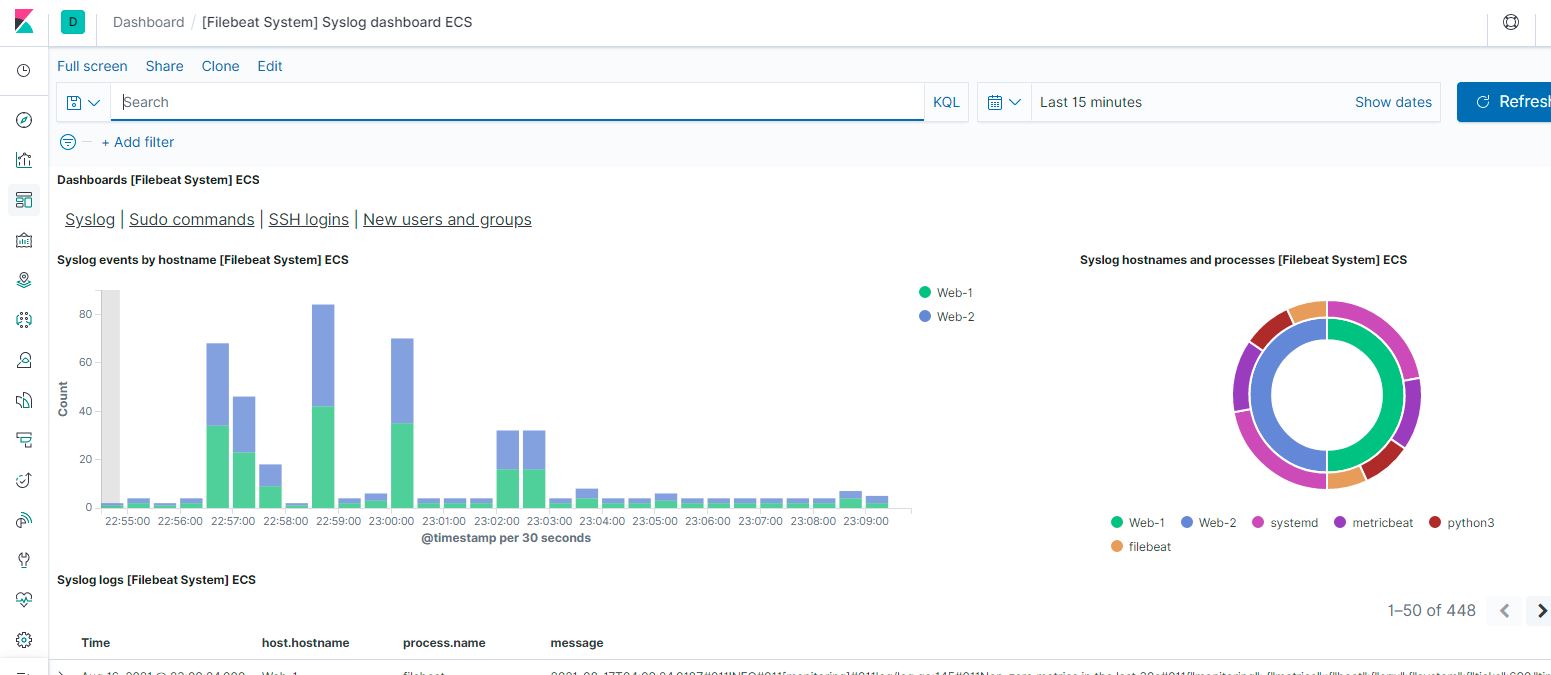 D Dashboard / [Filebeat System] Syslog dashboard ECS
Full screen Share Clone Edit
Search KQL Last 15 minutes Show dates Refresh
+ Add filter
Dashboards [Filebeat System] ECS
Syslog | Sudo commands | SSH logins | New users and groups
Syslog events by hostname [Filebeat System] ECS
80
60
40
20
0
Count
22:55:00 22:56:00 22:57:00 22:58:00 22:59:00 23:00:00 23:01:00 23:02:00 23:03:00 23:04:00 23:05:00 23:06:00 23:07:00 23:08:00 23:09:00
@timestamp per 30 seconds
Web-1
Web-2
Syslog hostnames and processes [Filebeat System] ECS
Web-1 Web-2 systemd metricbeat python3
filebeat
Syslog logs [Filebeat System] ECS
1–50 of 448
Time host.hostname process.name message